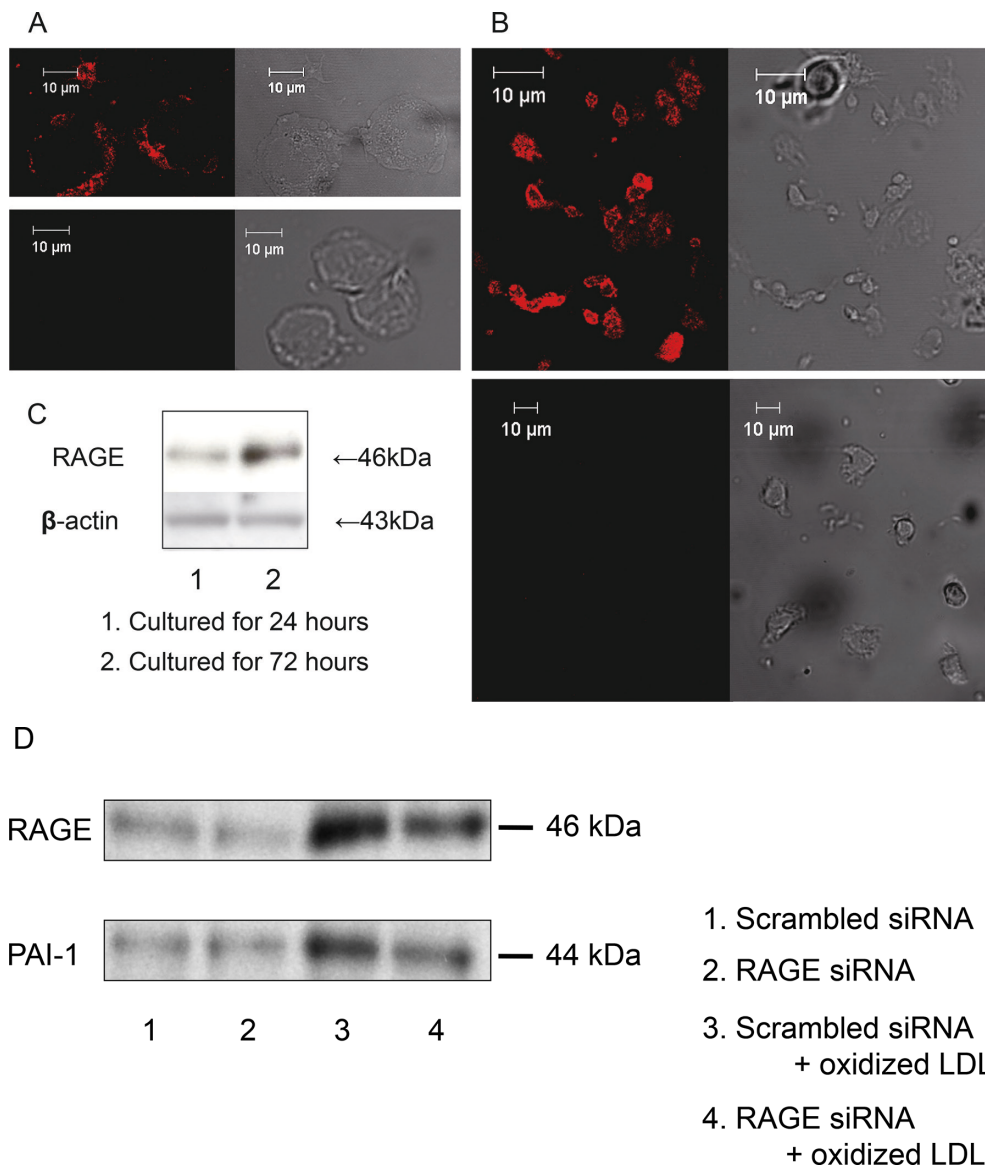 A
10 µm
10 µm
10 µm
10 µm
B
10 µm
10 µm
10 µm
10 µm
C
RAGE
←46kDa
β-actin
←43kDa
1 2
1. Cultured for 24 hours
2. Cultured for 72 hours
D
RAGE
46 kDa
PAI-1
44 kDa
1 2 3 4
1. Scrambled siRNA
2. RAGE siRNA
3. Scrambled siRNA
+ oxidized LDL
4. RAGE siRNA
+ oxidized LDL